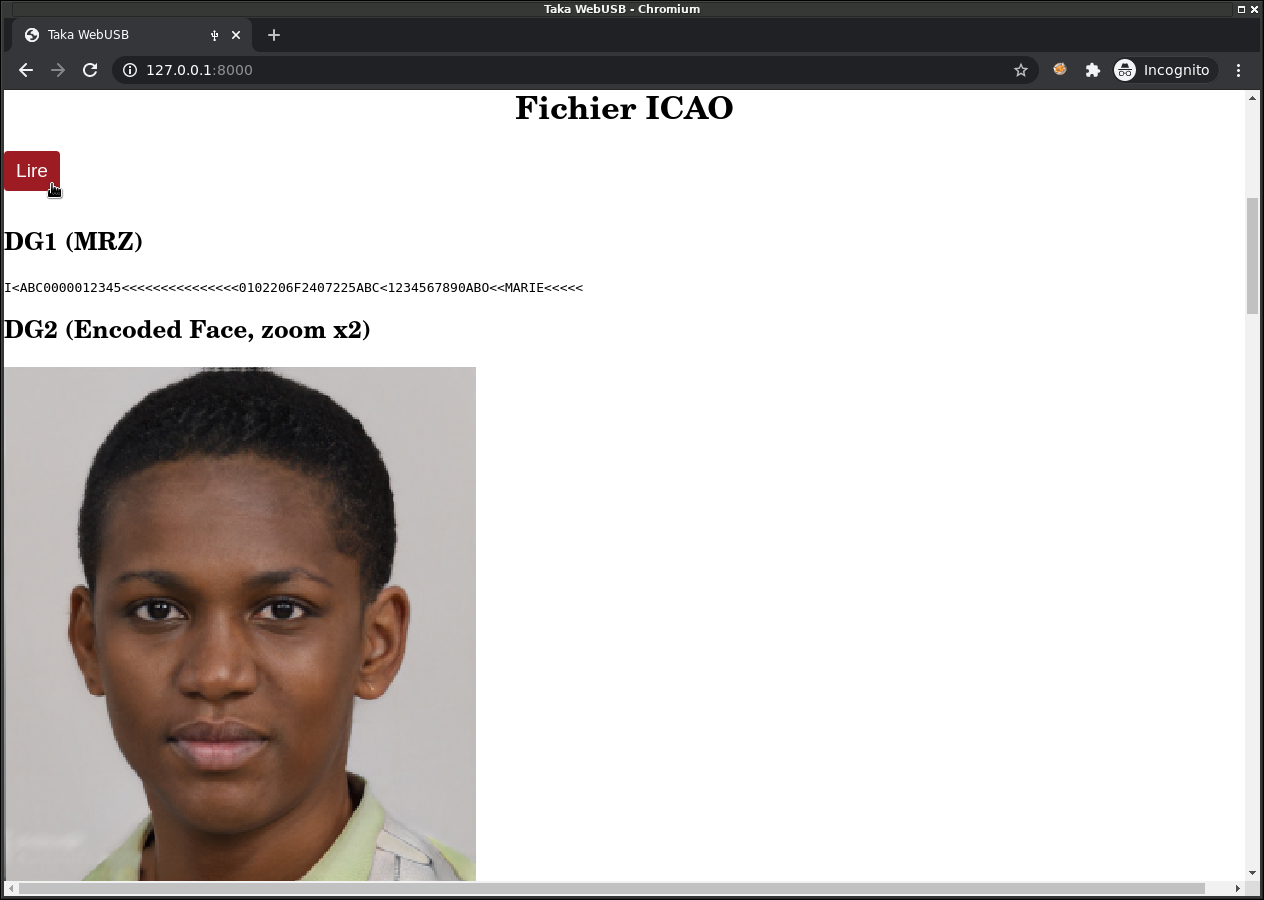 Taka WebUSB - Chromium
Taka WebUSB
127.0.0.1:8000
Incognito
Fichier ICAO
Lire
DG1 (MRZ)
I<ABC0000012345<<<<<<<<<<<<<<<0102206F2407225ABC<1234567890ABO<<MARIE<<<<<
DG2 (Encoded Face, zoom x2)